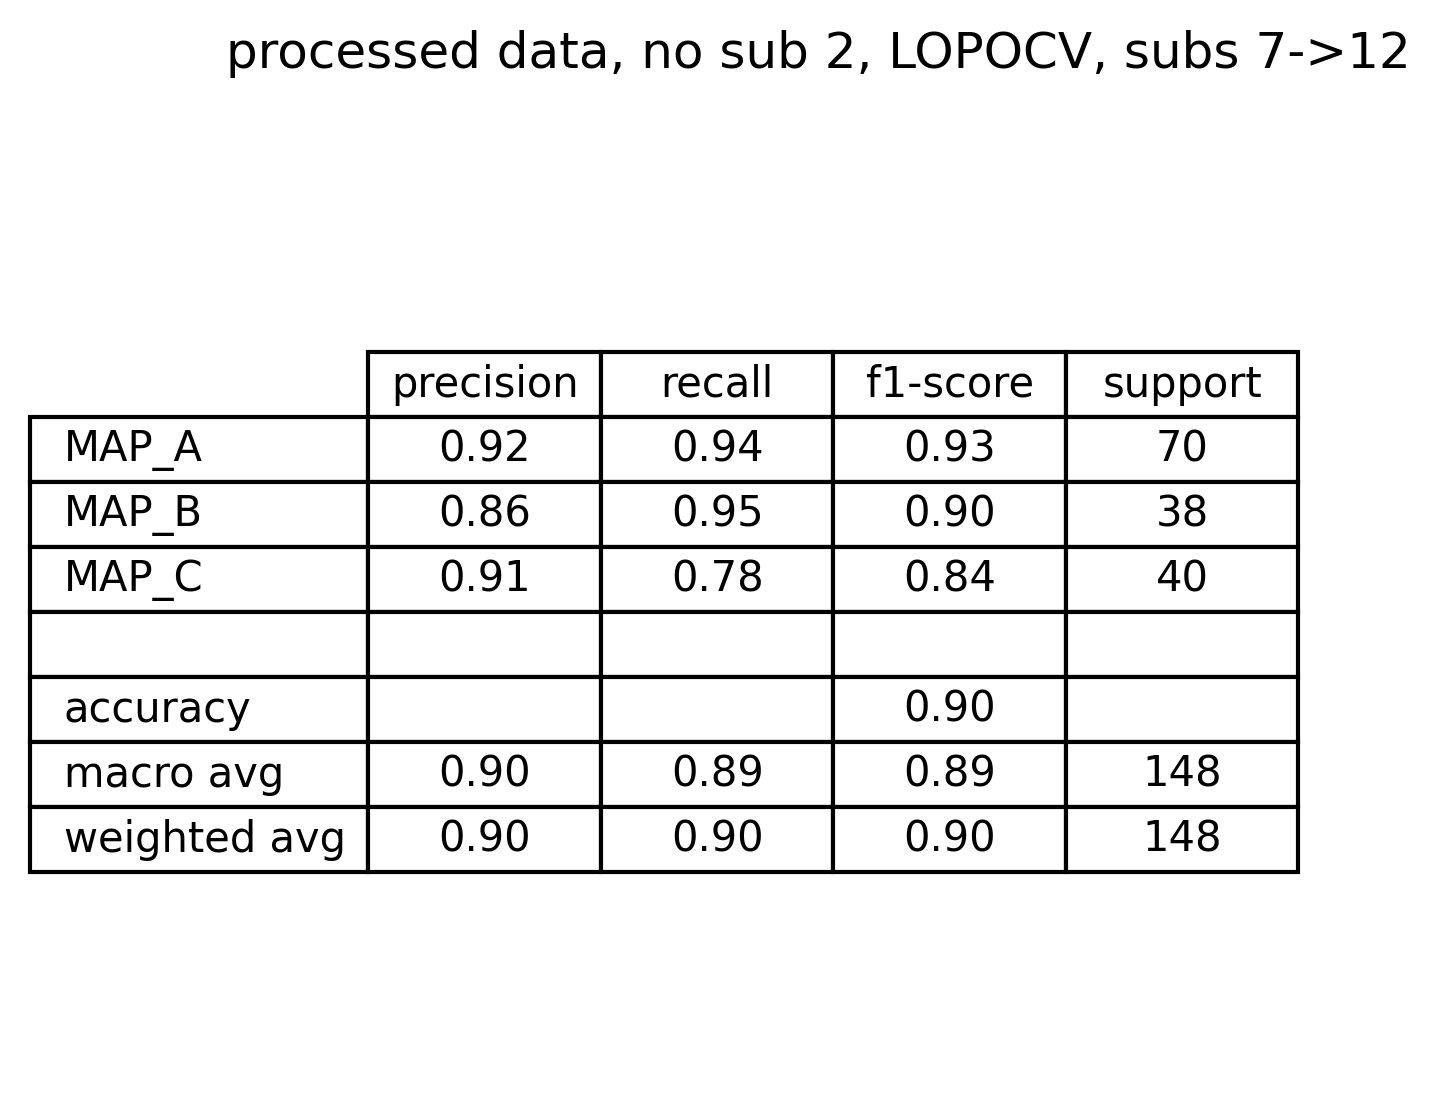 processed data, no sub 2, LOPOCV, subs 7->12
precision recall f1-score support
MAP_A 0.92 0.94 0.93 70
MAP_B 0.86 0.95 0.90 38
MAP_C 0.91 0.78 0.84 40
accuracy 0.90
macro avg 0.90 0.89 0.89 148
weighted avg 0.90 0.90 0.90 148